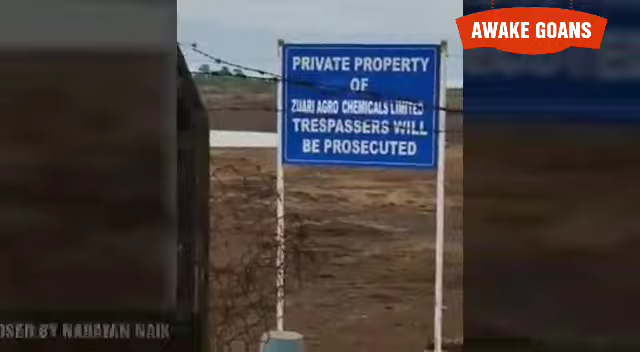 AWAKE GOANS
PRIVATE PROPERTY
OF
ZUARI AGRO CHEMICALS LIMITED
TRESPASSERS WILL
BE PROSECUTED
BY NARAYAN NAIK